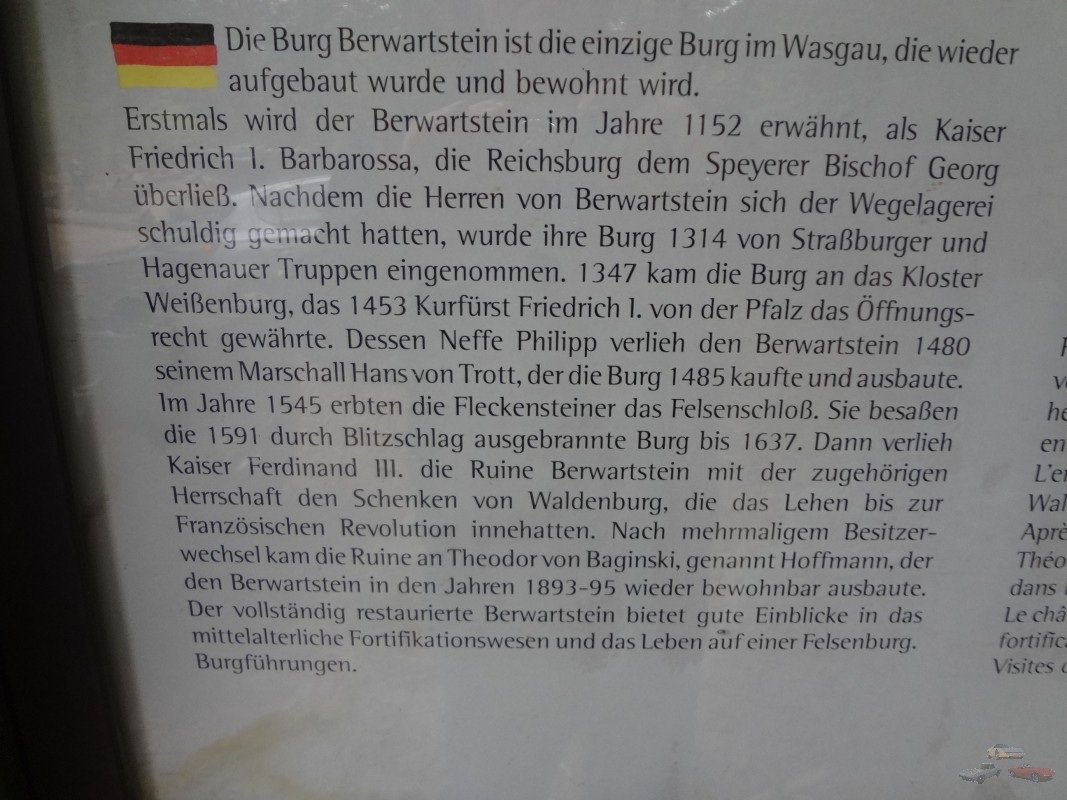 Die Burg Berwartstein ist die einzige Burg im Wasgau, die wieder
aufgebaut wurde und bewohnt wird.
Erstmals wird der Berwartstein im Jahre 1152 erwähnt, als Kaiser
Friedrich I. Barbarossa, die Reichsburg dem Speyerer Bischof Georg
überließ. Nachdem die Herren von Berwartstein sich der Wegelagerei
schuldig gemacht hatten, wurde ihre Burg 1314 von Straßburger und
Hagenauer Truppen eingenommen. 1347 kam die Burg an das Kloster
Weißenburg, das 1453 Kurfürst Friedrich I. von der Pfalz das Öffnungs-
recht gewährte. Dessen Neffe Philipp verlieh den Berwartstein 1480
seinem Marschall Hans von Trott, der die Burg 1485 kaufte und ausbaute.
Im Jahre 1545 erbten die Fleckensteiner das Felsenschloß. Sie besaßen
die 1591 durch Blitzschlag ausgebrannte Burg bis 1637. Dann verlieh
Kaiser Ferdinand III. die Ruine Berwartstein mit der zugehörigen
Herrschaft den Schenken von Waldenburg, die das Lehen bis zur
Französischen Revolution innehatten. Nach mehrmaligem Besitzer-
wechsel kam die Ruine an Theodor von Baginski, genannt Hoffmann, der
den Berwartstein in den Jahren 1893-95 wieder bewohnbar ausbaute.
Der vollständig restaurierte Berwartstein bietet gute Einblicke in das
mittelalterliche Fortifikationswesen und das Leben auf einer Felsenburg.
Burgführungen.
he
en
L'e
Wal
Apr
Théo
dans
Le châ
fortific
Visites